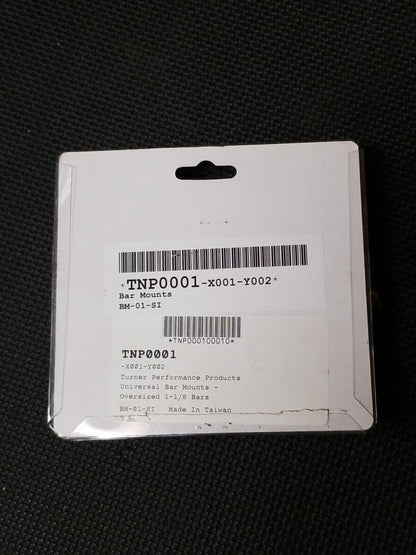 *TNP0001-X001-Y002*
Bar Mounts
BM-01-SI
*TNP000100010*
TNP0001
-X001-Y002
Turner Performance Products
Universal Bar Mounts -
Oversized 1-1/8 Bars
BM-01-SI Made In Taiwan